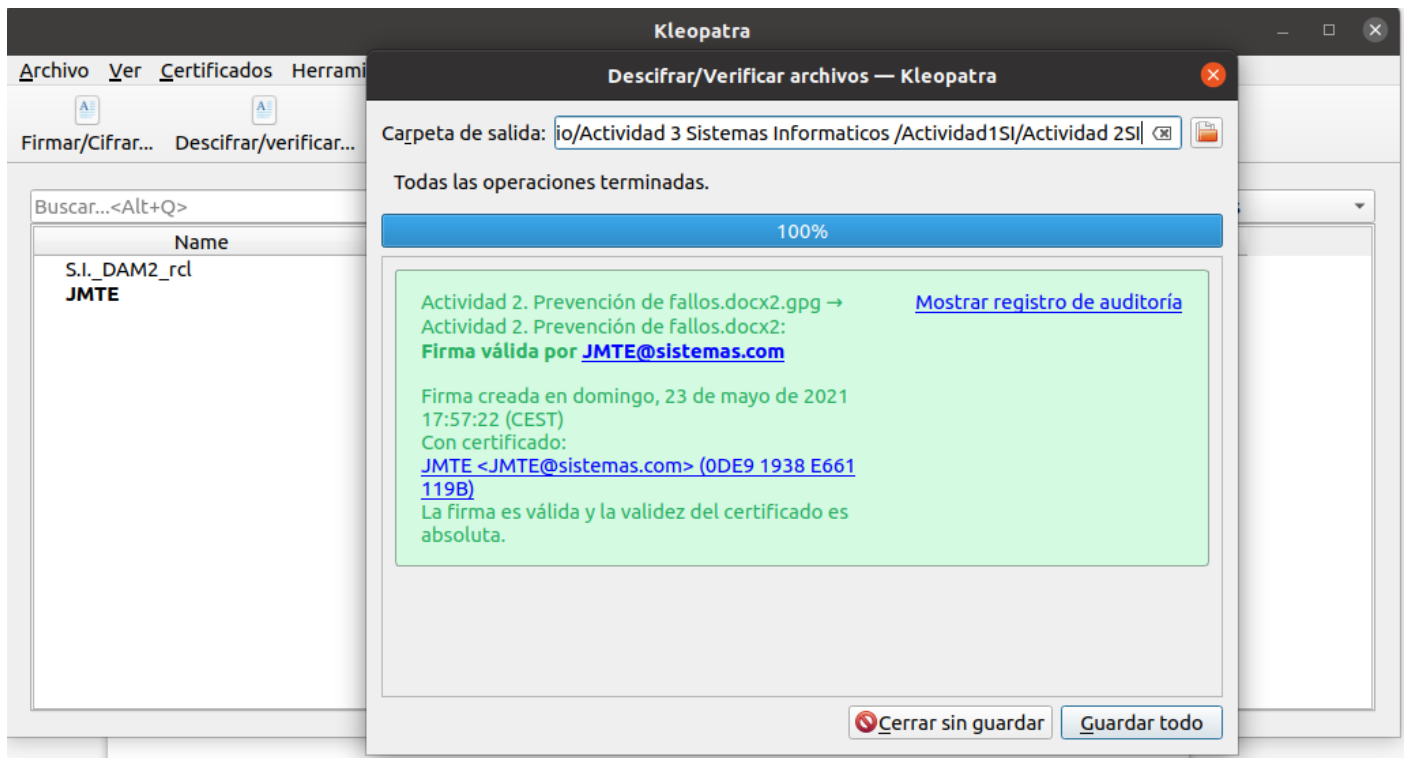 Kleopatra
Archivo Ver Certificados Herrami
Firmar/Cifrar... Descifrar/verificar...
Buscar...<Alt+Q>
Name
S.I._DAM2_rcl
JMTE
Descifrar/Verificar archivos — Kleopatra
Carpeta de salida: io/Actividad 3 Sistemas Informaticos /Actividad1SI/Actividad 2SI
Todas las operaciones terminadas.
100%
Actividad 2. Prevención de fallos.docx2.gpg →
Actividad 2. Prevención de fallos.docx2:
Firma válida por JMTE@sistemas.com
Mostrar registro de auditoría
Firma creada en domingo, 23 de mayo de 2021
17:57:22 (CEST)
Con certificado:
JMTE <JMTE@sistemas.com> (0DE9 1938 E661
119B)
La firma es válida y la validez del certificado es
absoluta.
Cerrar sin guardar
Guardar todo